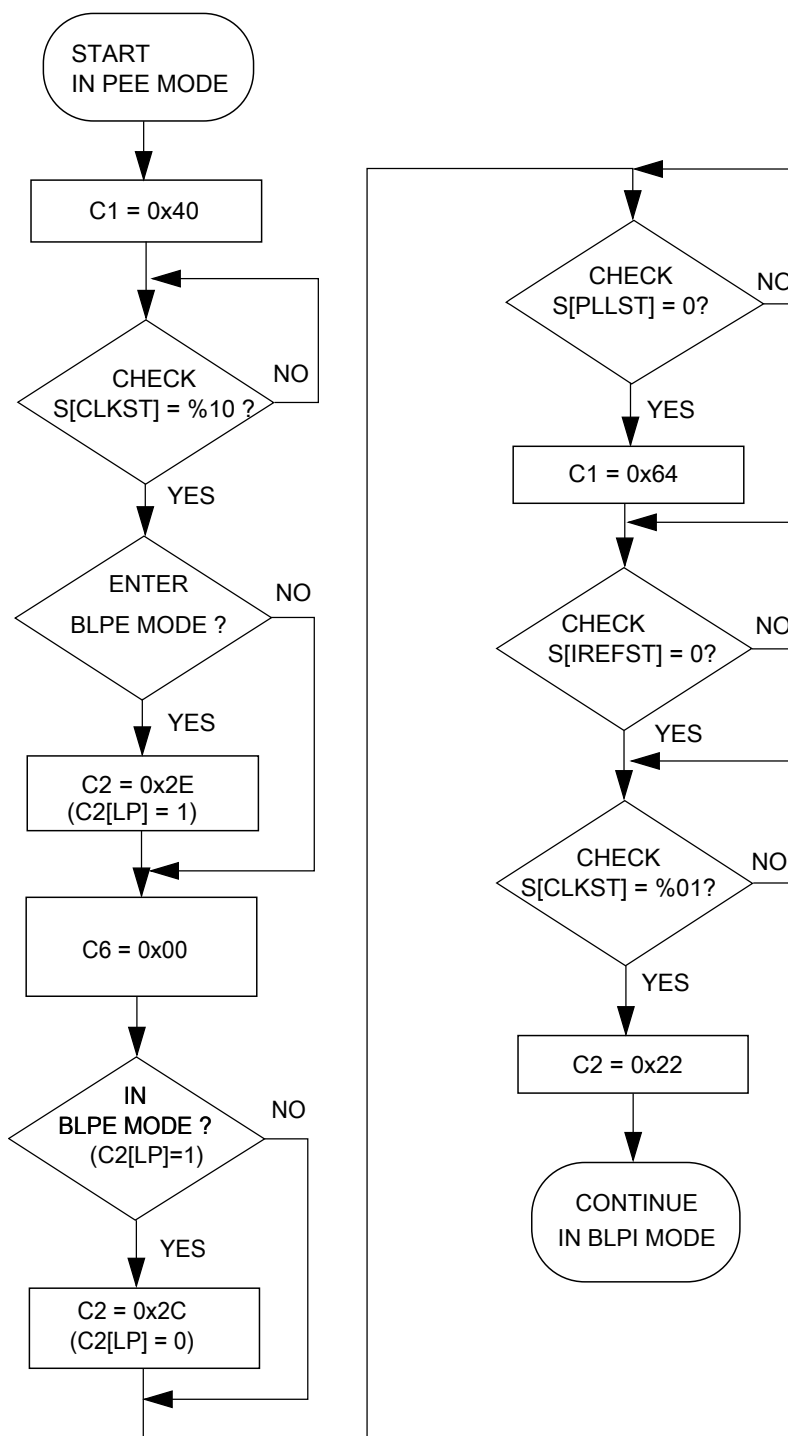 START
IN PEE MODE
C1 = 0x40
CHECK
S[CLKST] = %10 ?
NO
YES
ENTER
BLPE MODE ?
NO
YES
C2 = 0x2E
(C2[LP] = 1)
C6 = 0x00
IN
BLPE MODE ?
(C2[LP]=1)
NO
YES
C2 = 0x2C
(C2[LP] = 0)
CHECK
S[PLLST] = 0?
NO
YES
C1 = 0x64
CHECK
S[IREFST] = 0?
NO
YES
CHECK
S[CLKST] = %01?
NO
YES
C2 = 0x22
CONTINUE
IN BLPI MODE